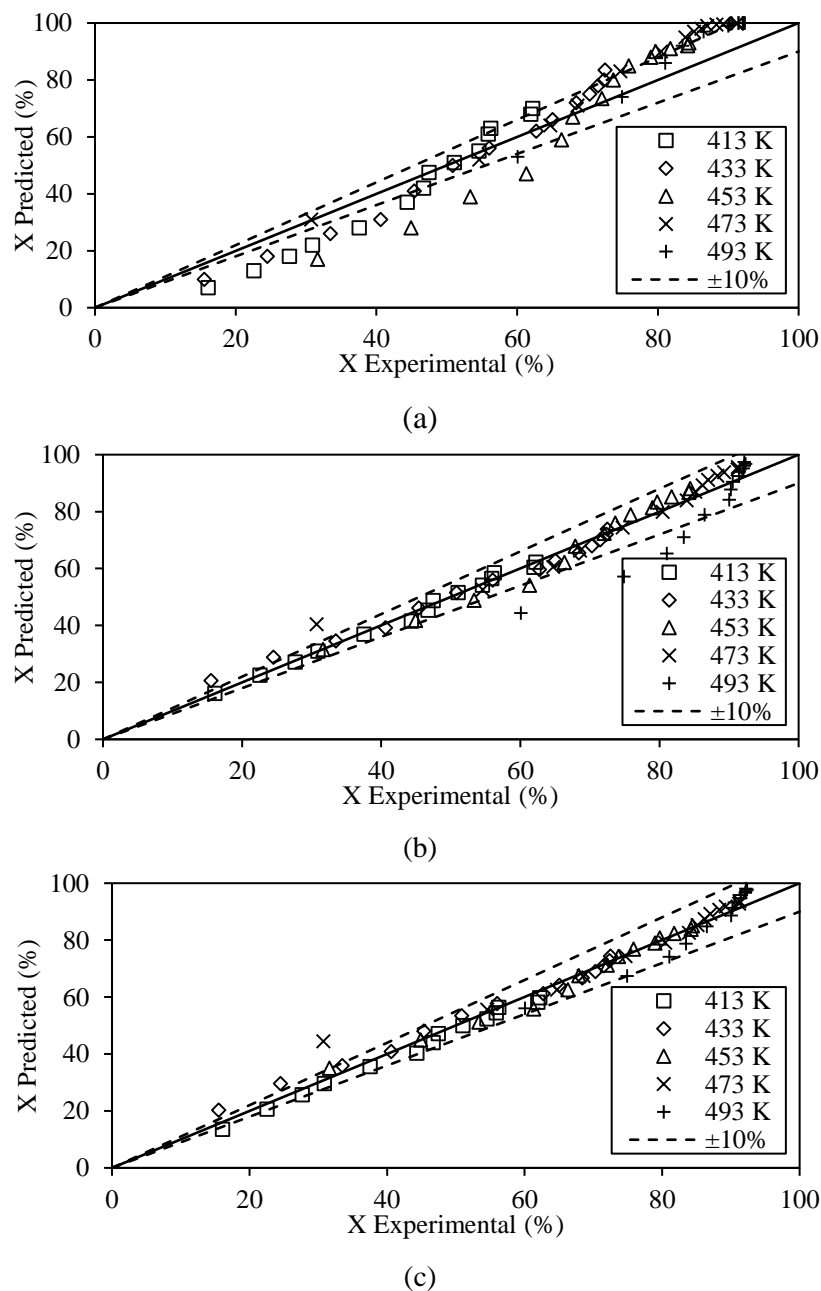 100
80
60
40
20
0
X Predicted (%)
413 K
433 K
453 K
473 K
493 K
±10%
0 20 40 60 80 100
X Experimental (%)
(a)
100
80
60
40
20
0
X Predicted (%)
413 K
433 K
453 K
473 K
493 K
±10%
0 20 40 60 80 100
X Experimental (%)
(b)
100
80
60
40
20
0
X Predicted (%)
413 K
433 K
453 K
473 K
493 K
±10%
0 20 40 60 80 100
X Experimental (%)
(c)